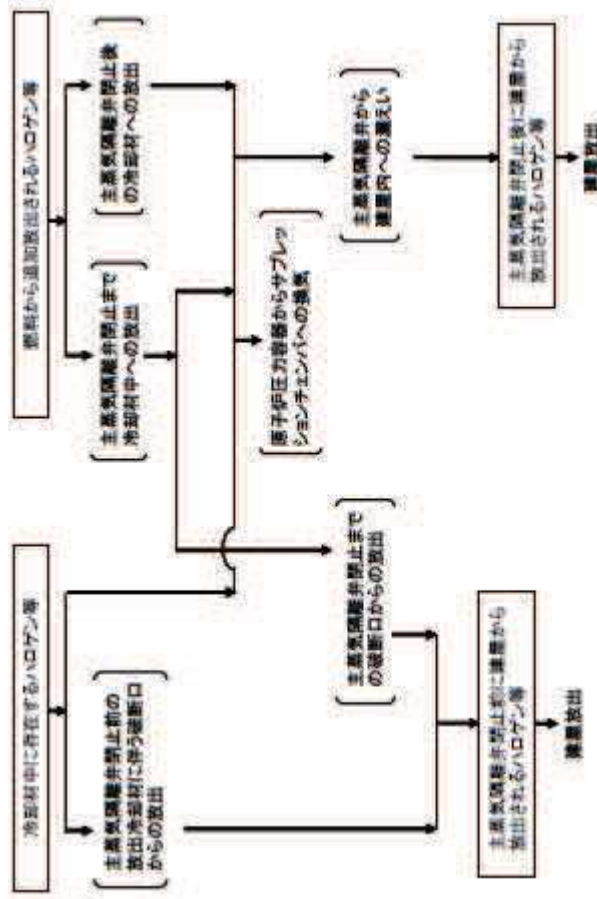 冷却材中に存在するハロゲン等
燃料から追加放出されるハロゲン等
主蒸気隔離弁閉止前の
放出冷却材に伴う破断口
からの放出
主蒸気隔離弁閉止まで
冷却材中への放出
主蒸気隔離弁閉止後
の冷却材への放出
原子炉圧力容器からサプレッ
ションチェンバへの換気
主蒸気隔離弁閉止まで
の破断口からの放出
主蒸気隔離弁から
建屋内への漏えい
主蒸気隔離弁閉止前に建屋から
放出されるハロゲン等
主蒸気隔離弁閉止後に建屋から
放出されるハロゲン等
建屋放出
建屋放出